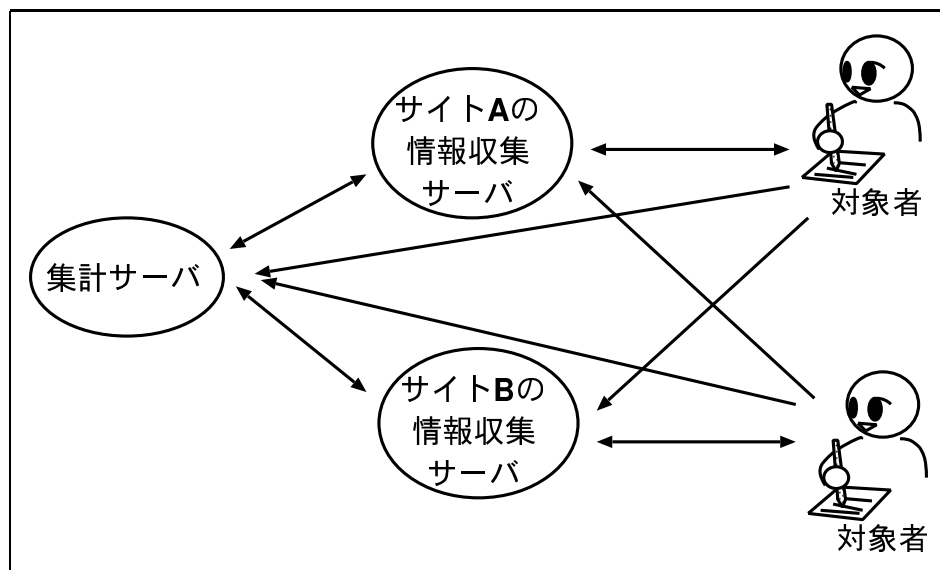 サイトAの
情報収集
サーバ
対象者
集計サーバ
サイトBの
情報収集
サーバ
対象者